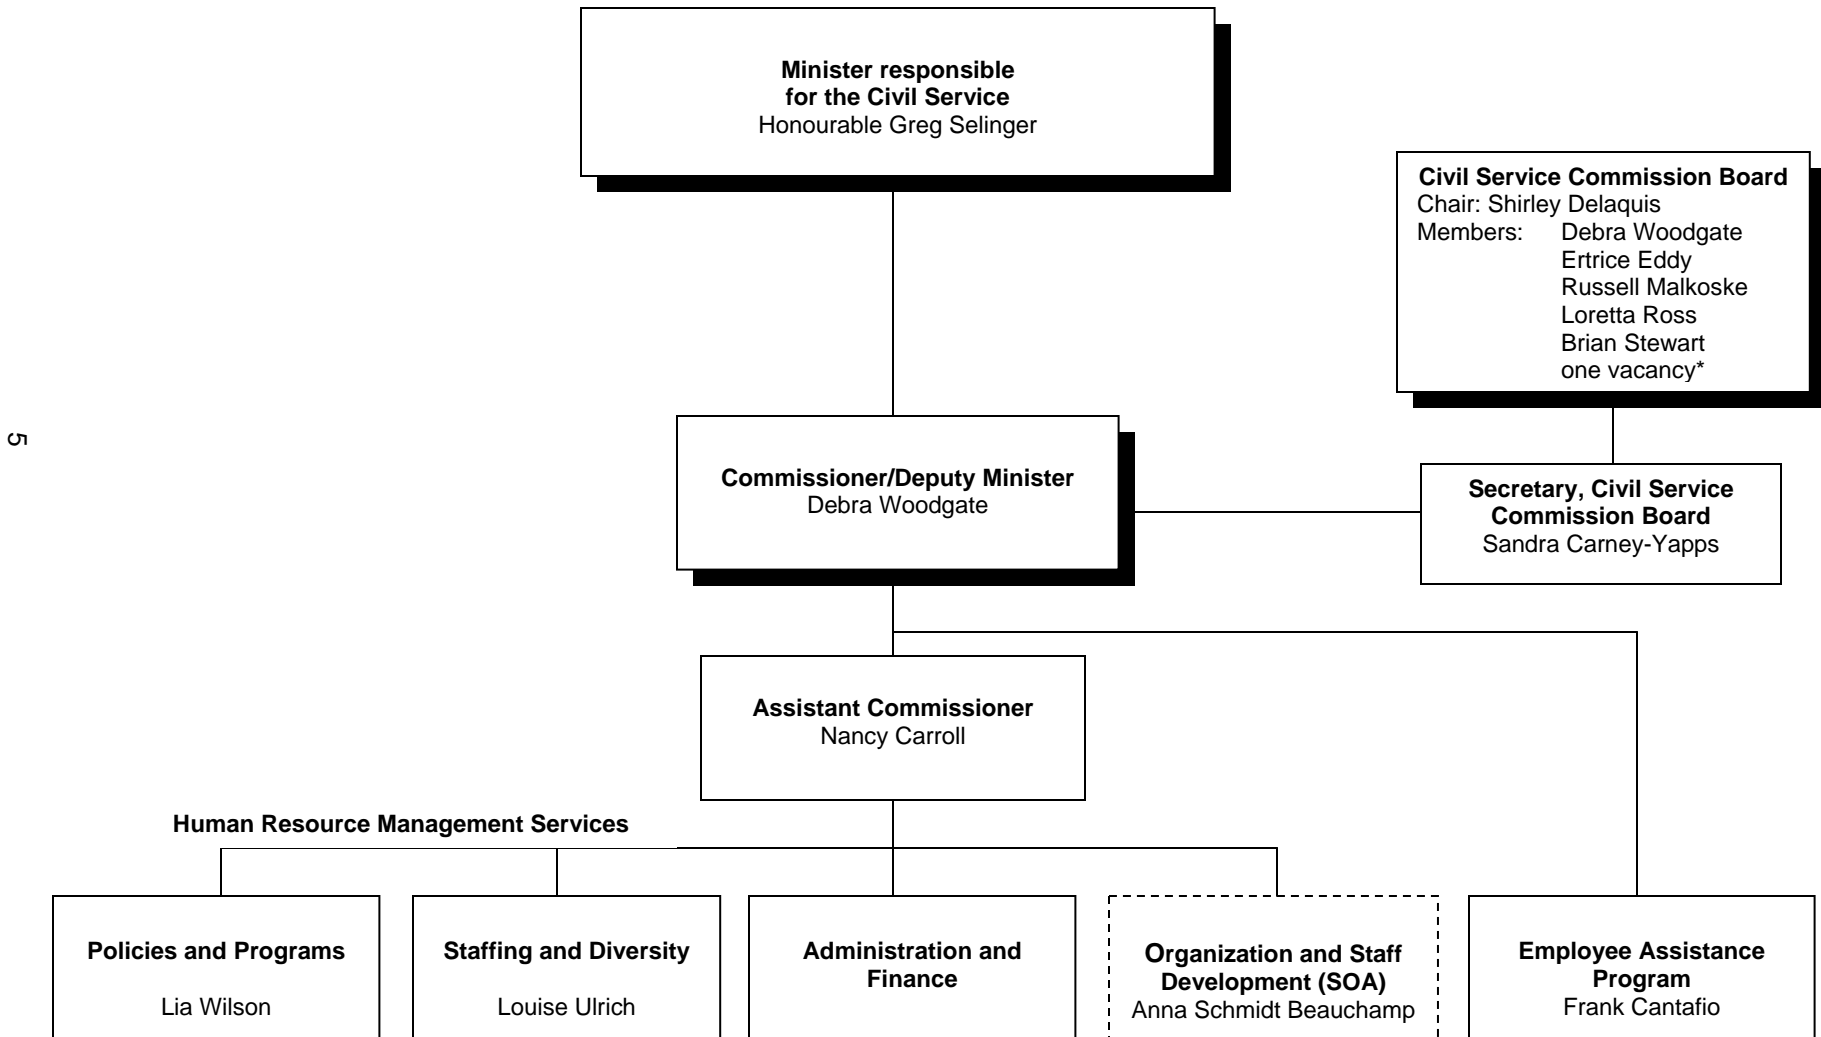 Minister responsible
for the Civil Service
Honourable Greg Selinger
Civil Service Commission Board
Chair: Shirley Delaquis
Members: Debra Woodgate
Ertrice Eddy
Russell Malkoske
Loretta Ross
Brian Stewart
one vacancy*
5
Commissioner/Deputy Minister
Debra Woodgate
Secretary, Civil Service
Commission Board
Sandra Carney-Yapps
Assistant Commissioner
Nancy Carroll
Human Resource Management Services
Policies and Programs
Lia Wilson
Staffing and Diversity
Louise Ulrich
Administration and
Finance
Organization and Staff
Development (SOA)
Anna Schmidt Beauchamp
Employee Assistance
Program
Frank Cantafio